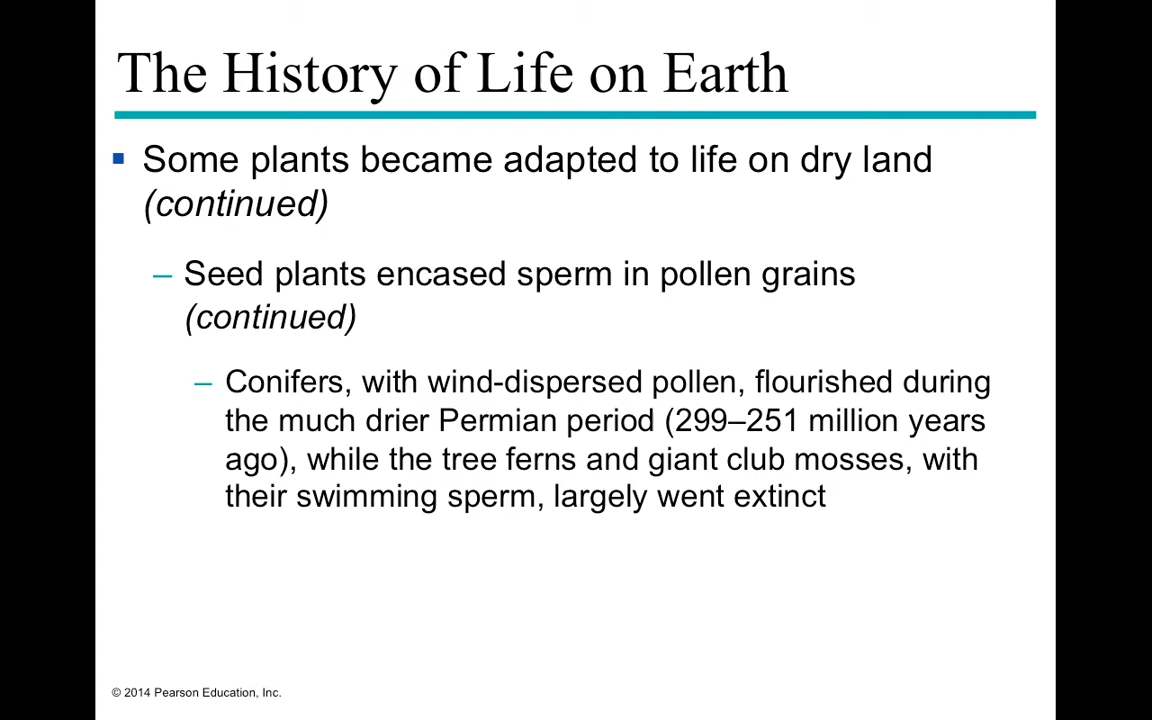 The History of Life on Earth
▪ Some plants became adapted to life on dry land
(continued)
– Seed plants encased sperm in pollen grains
(continued)
– Conifers, with wind-dispersed pollen, flourished during
the much drier Permian period (299–251 million years
ago), while the tree ferns and giant club mosses, with
their swimming sperm, largely went extinct
© 2014 Pearson Education, Inc.